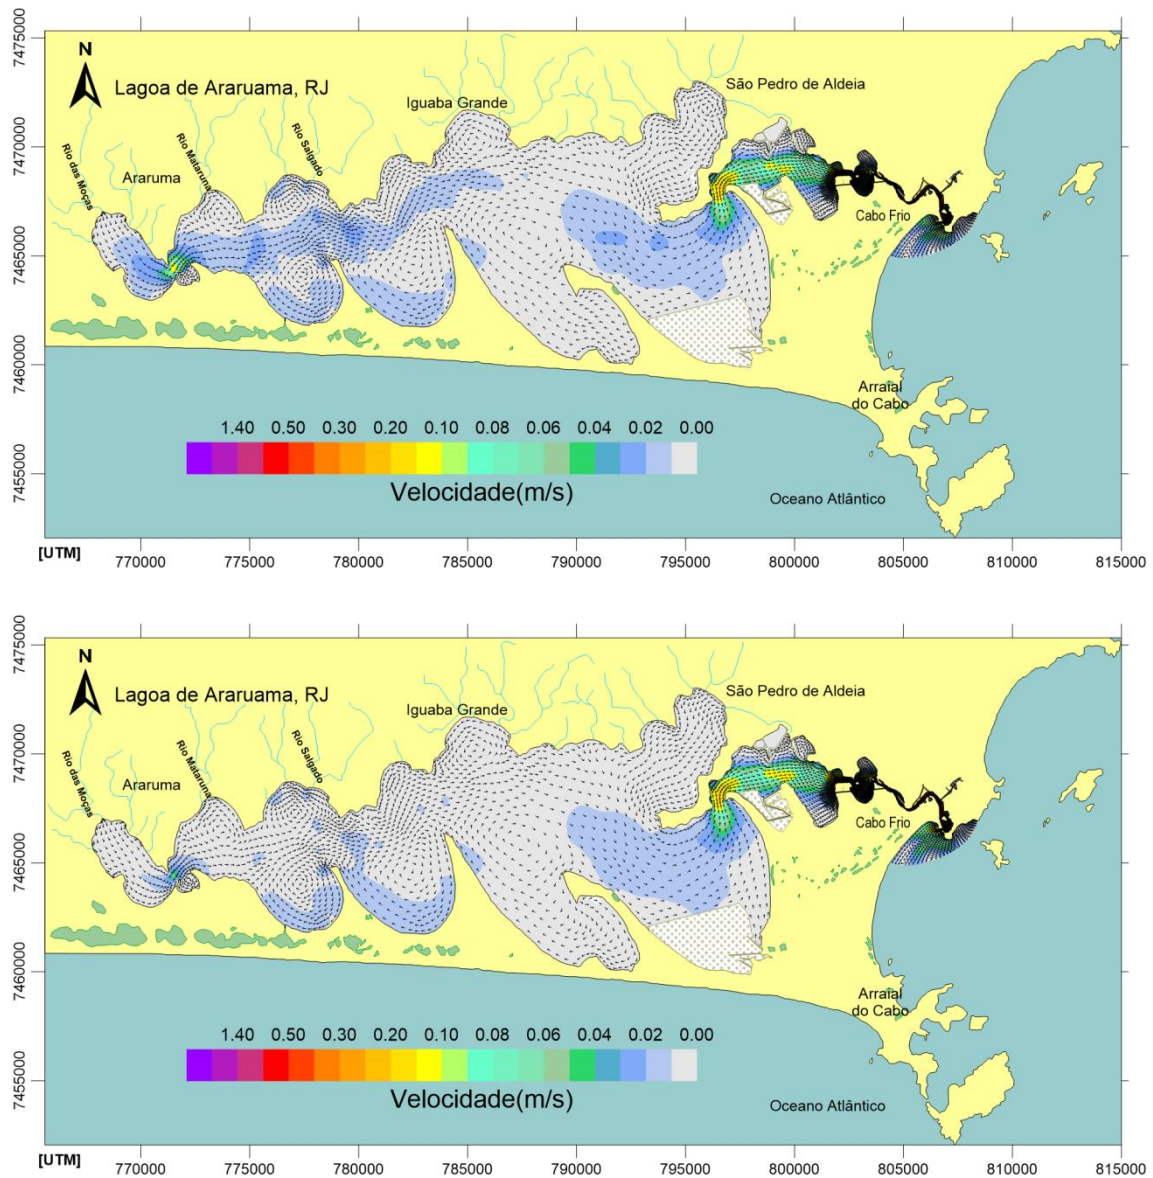 7475000
N
Lagoa de Araruama, RJ
São Pedro de Aldeia
Iguaba Grande
7470000
Rio das Moças
Araruma
Rio Mataruna
Rio Salgado
Cabo Frio
7465000
7460000
Arraial
do Cabo
1.40 0.50 0.30 0.20 0.10 0.08 0.06 0.04 0.02 0.00
7455000
Velocidade(m/s)
Oceano Atlântico
[UTM]
770000 775000 780000 785000 790000 795000 800000 805000 810000 815000
7475000
N
Lagoa de Araruama, RJ
São Pedro de Aldeia
Iguaba Grande
7470000
Rio das Moças
Araruma
Rio Mataruna
Rio Salgado
Cabo Frio
7465000
7460000
Arraial
do Cabo
1.40 0.50 0.30 0.20 0.10 0.08 0.06 0.04 0.02 0.00
7455000
Velocidade(m/s)
Oceano Atlântico
[UTM]
770000 775000 780000 785000 790000 795000 800000 805000 810000 815000